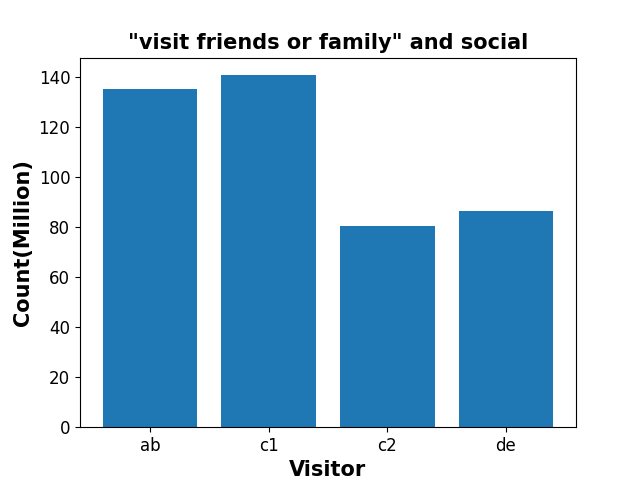 "visit friends or family" and social
Count(Million)
140
120
100
80
60
40
20
0
ab c1 c2 de
Visitor